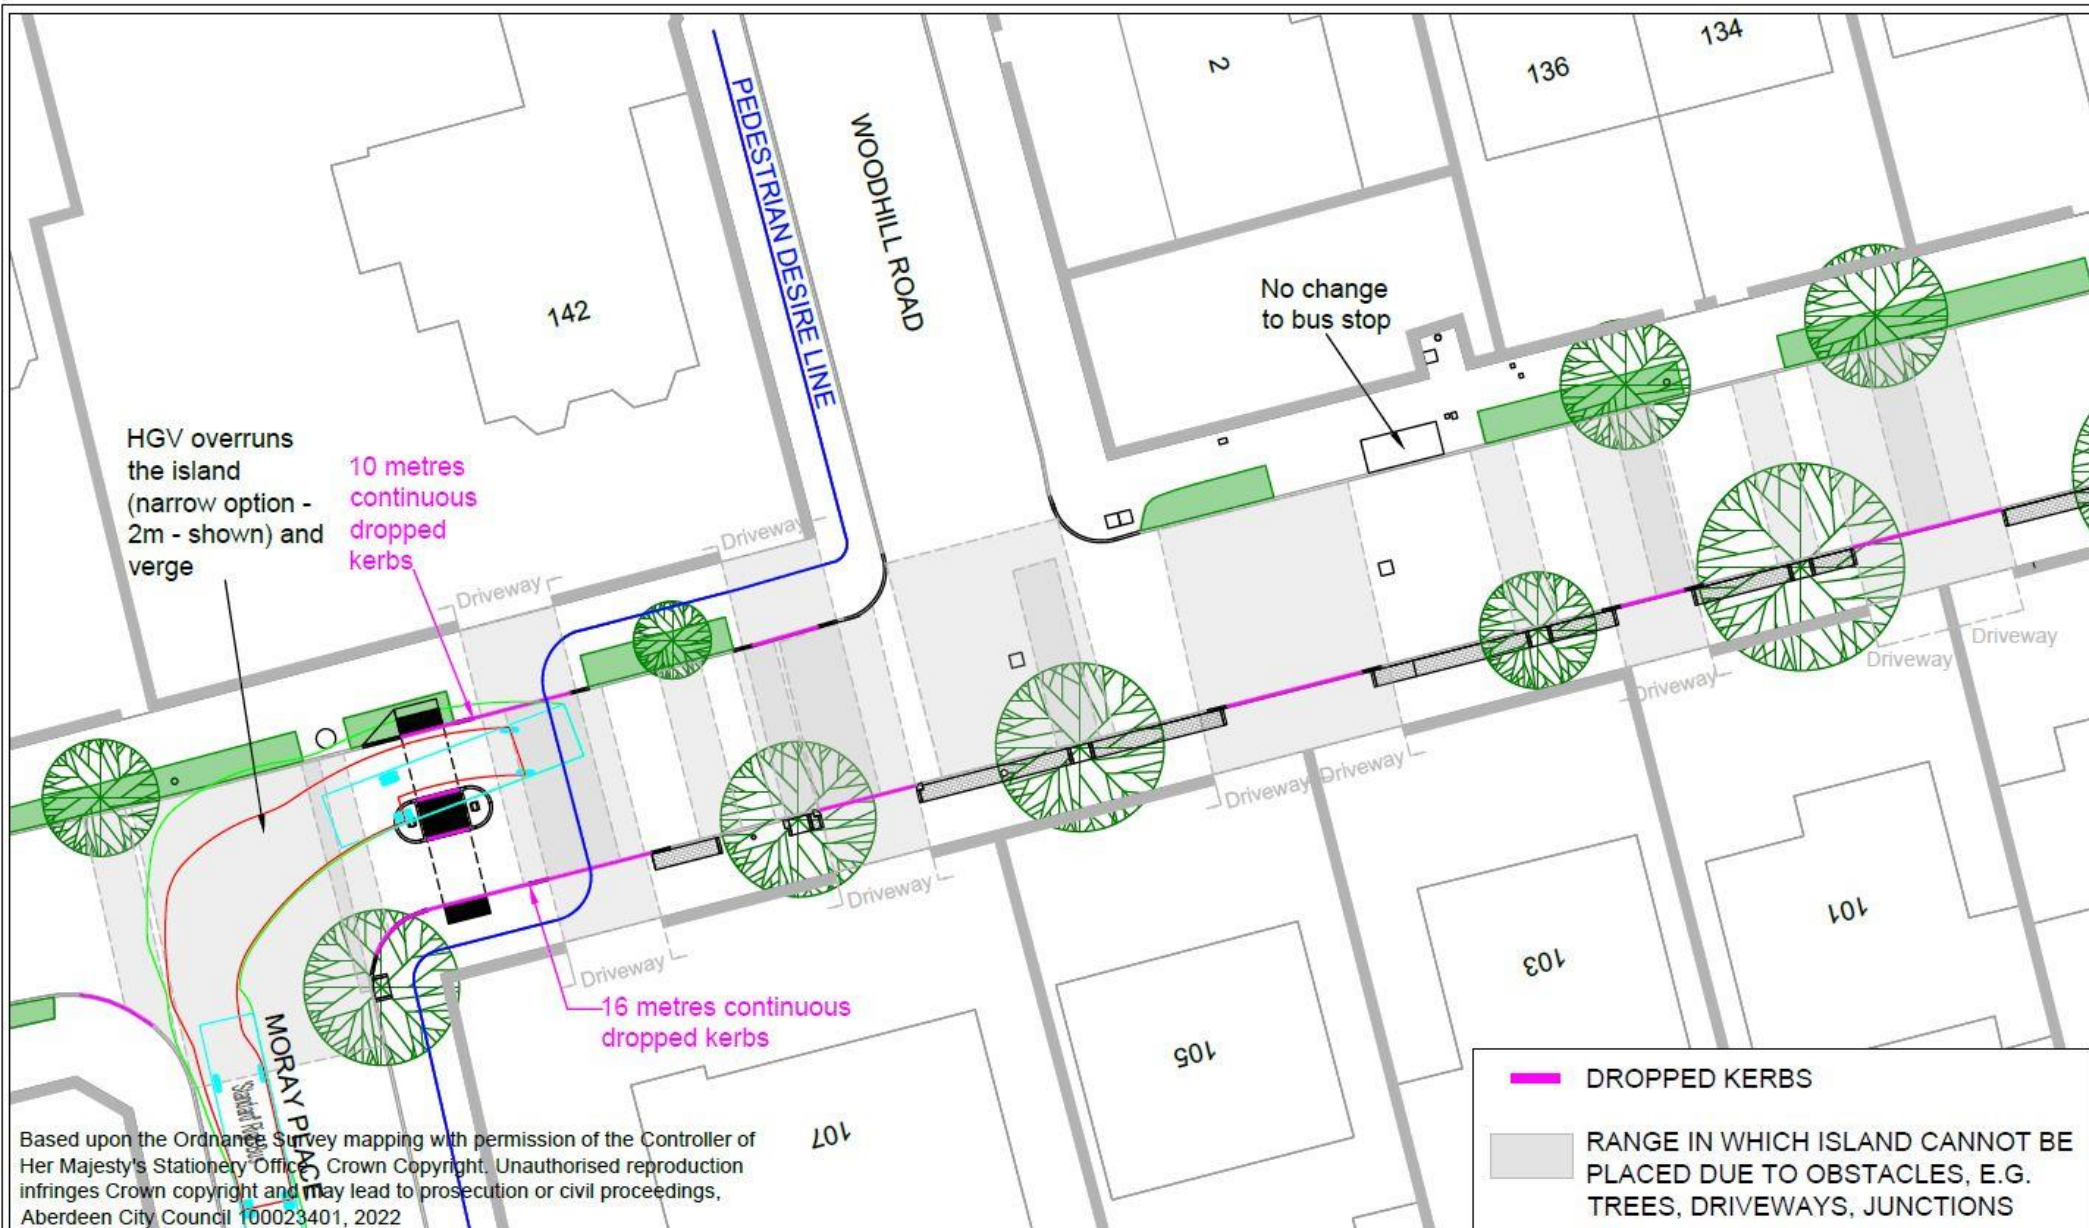 134
136
2
PEDESTRIAN DESIRE LINE
WOODHILL ROAD
142
No change
to bus stop
HGV overruns
the island
(narrow option -
2m - shown) and
verge
10 metres
continuous
dropped
kerbs
Driveway
Driveway
Driveway
Driveway
Driveway
Driveway
Driveway
Driveway
Driveway
16 metres continuous
dropped kerbs
MORAY PLACE
101
103
105
107
DROPPED KERBS
RANGE IN WHICH ISLAND CANNOT BE
PLACED DUE TO OBSTACLES, E.G.
TREES, DRIVEWAYS, JUNCTIONS
Based upon the Ordnance Survey mapping with permission of the Controller of
Her Majesty's Stationery Office Crown Copyright. Unauthorised reproduction
infringes Crown copyright and may lead to prosecution or civil proceedings,
Aberdeen City Council 100023401, 2022